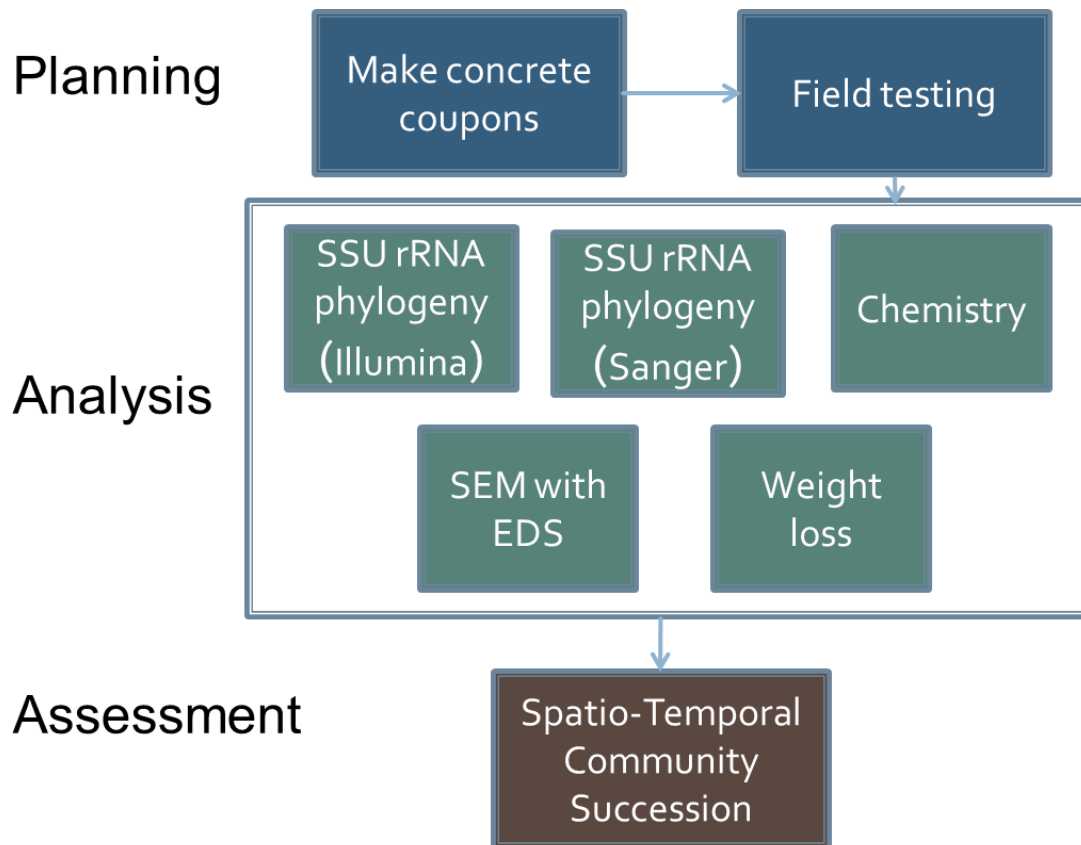 Planning
Make concrete
coupons
Field testing
Analysis
SSU rRNA
phylogeny
(Illumina)
SSU rRNA
phylogeny
(Sanger)
Chemistry
SEM with
EDS
Weight
loss
Assessment
Spatio-Temporal
Community
Succession